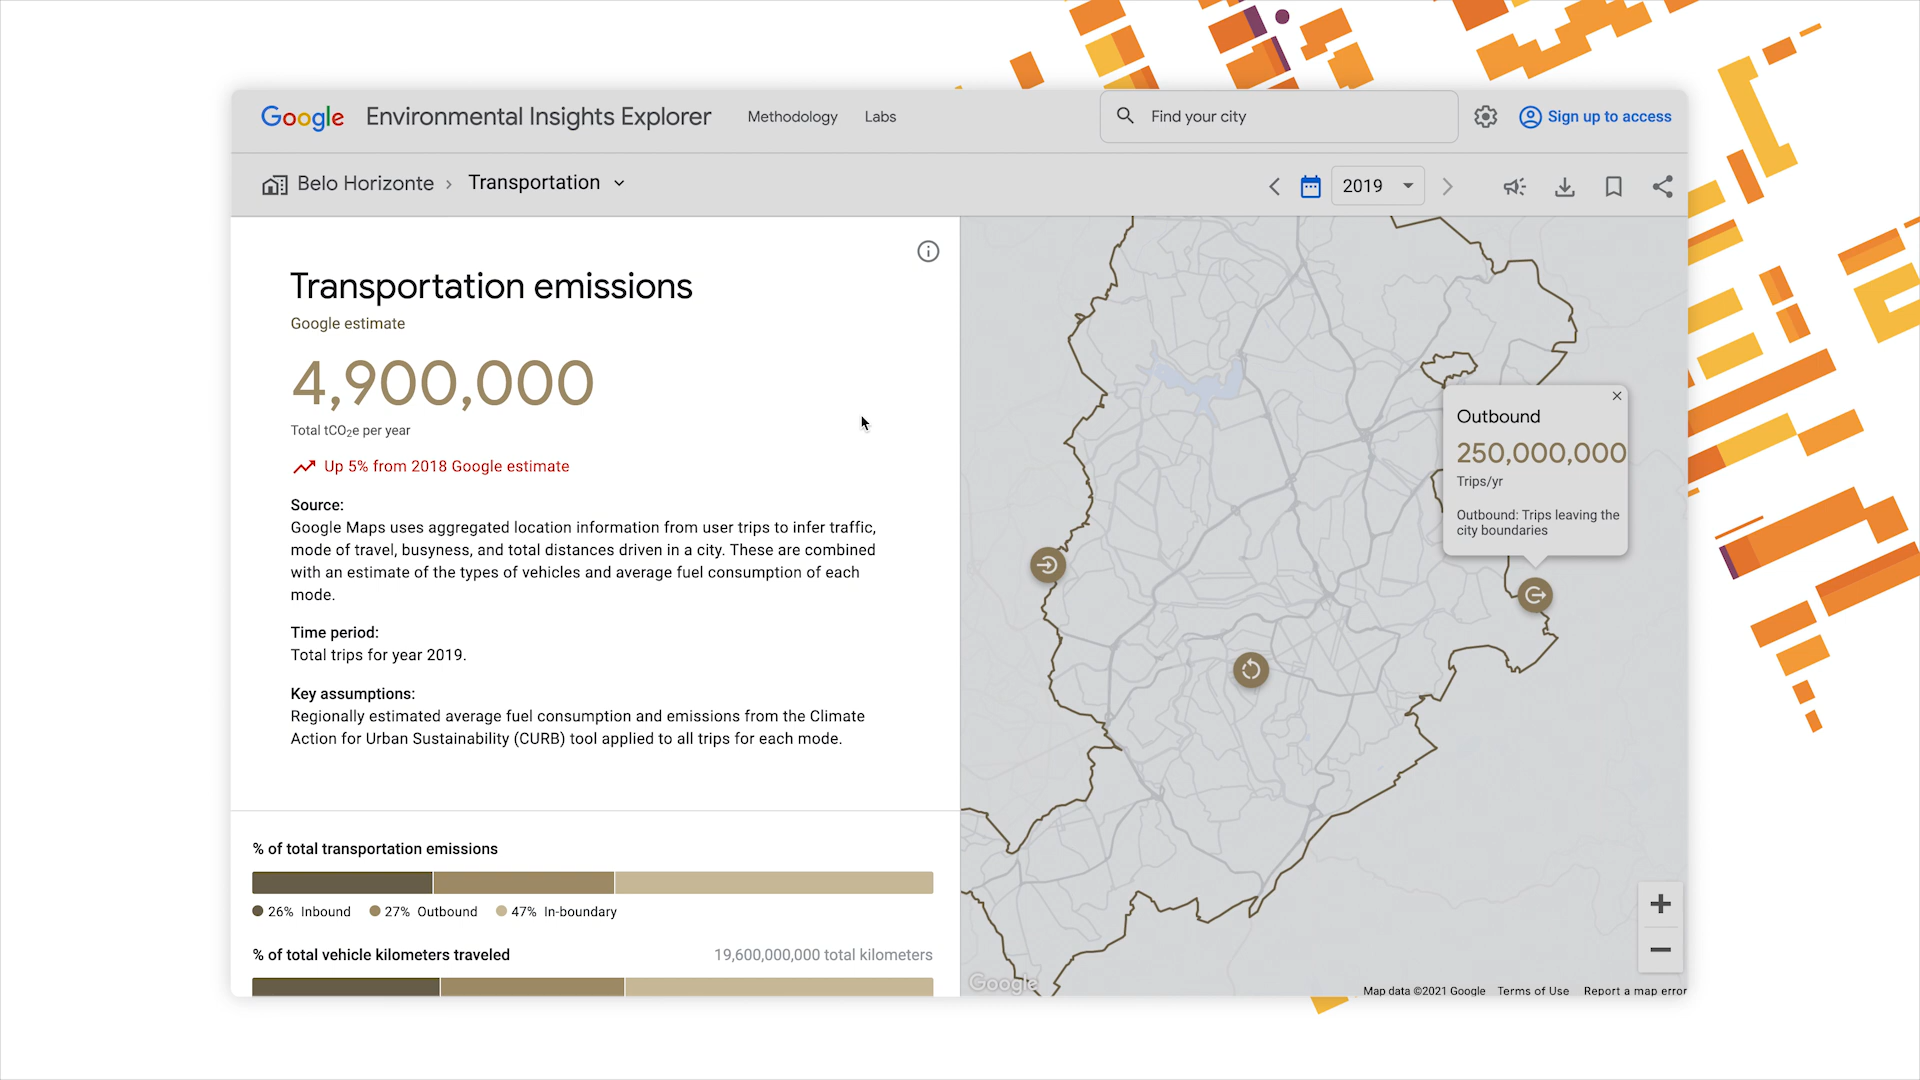 Google Environmental Insights Explorer Methodology Labs Find your city Sign up to access
Belo Horizonte › Transportation 2019
Transportation emissions
Google estimate
4,900,000
Total tCO₂e per year
Up 5% from 2018 Google estimate
Source:
Google Maps uses aggregated location information from user trips to infer traffic,
mode of travel, busyness, and total distances driven in a city. These are combined
with an estimate of the types of vehicles and average fuel consumption of each
mode.
Time period:
Total trips for year 2019.
Key assumptions:
Regionally estimated average fuel consumption and emissions from the Climate
Action for Urban Sustainability (CURB) tool applied to all trips for each mode.
% of total transportation emissions
26% Inbound 27% Outbound 47% In-boundary
% of total vehicle kilometers traveled 19,600,000,000 total kilometers
Outbound
250,000,000
Trips/yr
Outbound: Trips leaving the
city boundaries
Google
Map data ©2021 Google Terms of Use Report a map error